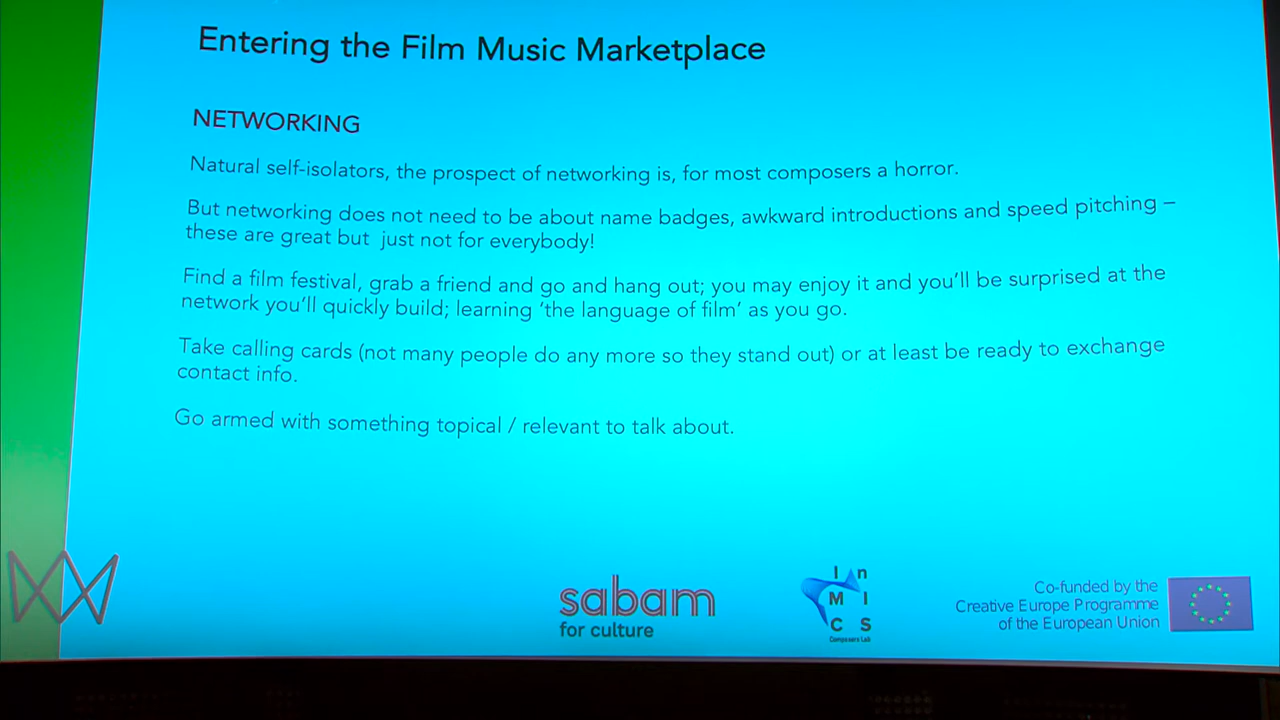 Entering the Film Music Marketplace
NETWORKING
Natural self-isolators, the prospect of networking is, for most composers a horror.
But networking does not need to be about name badges, awkward introductions and speed pitching –
these are great but just not for everybody!
Find a film festival, grab a friend and go and hang out; you may enjoy it and you'll be surprised at the
network you'll quickly build; learning 'the language of film' as you go.
Take calling cards (not many people do any more so they stand out) or at least be ready to exchange
contact info.
Go armed with something topical / relevant to talk about.
sabam
for culture
In
MI
CS
Composers Lab
Co-funded by the
Creative Europe Programme
of the European Union